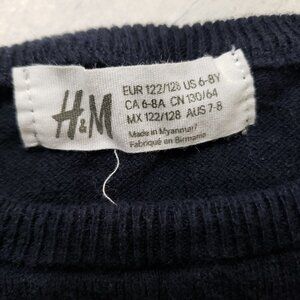 H&M
EUR 122/128 US 6-8Y
CA 6-8A CN 130/64
MX 122/128 AUS 7-8
Made in Myanmar
Fabriqué en Birmanie